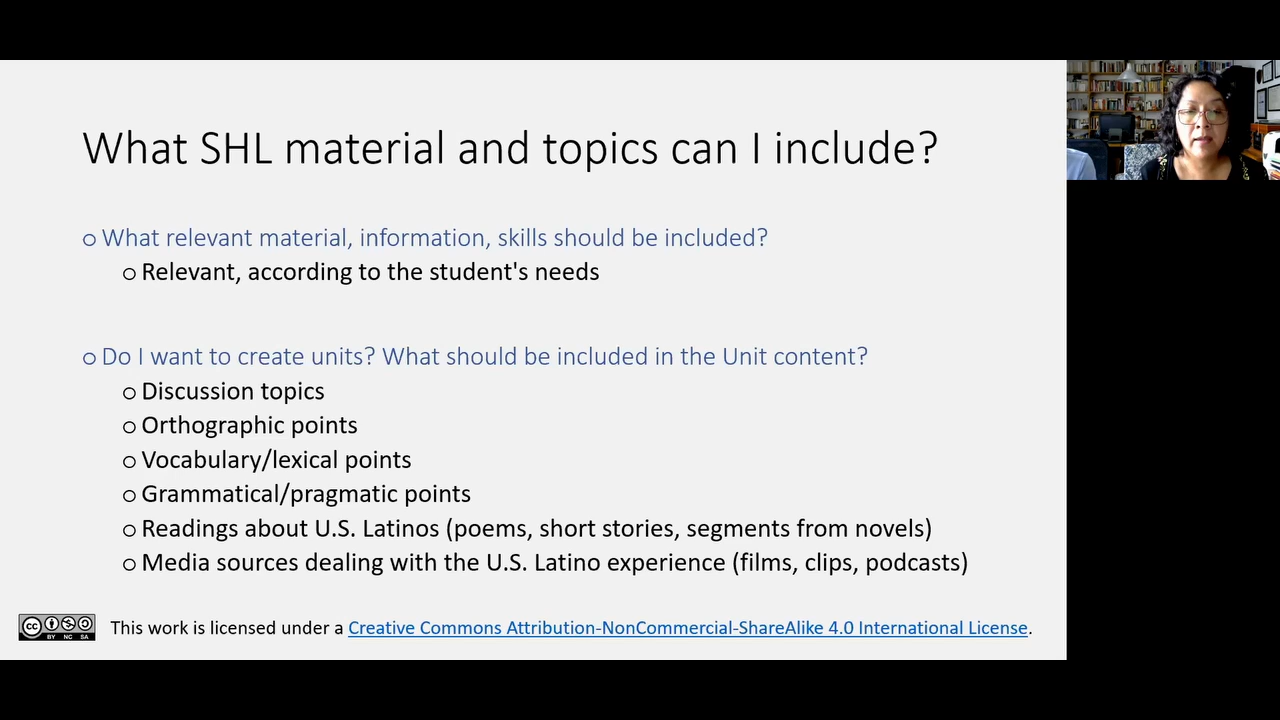 What SHL material and topics can I include?
o What relevant material, information, skills should be included?
o Relevant, according to the student's needs
o Do I want to create units? What should be included in the Unit content?
o Discussion topics
o Orthographic points
o Vocabulary/lexical points
o Grammatical/pragmatic points
o Readings about U.S. Latinos (poems, short stories, segments from novels)
o Media sources dealing with the U.S. Latino experience (films, clips, podcasts)
cc BY NC SA
This work is licensed under a Creative Commons Attribution-NonCommercial-ShareAlike 4.0 International License.